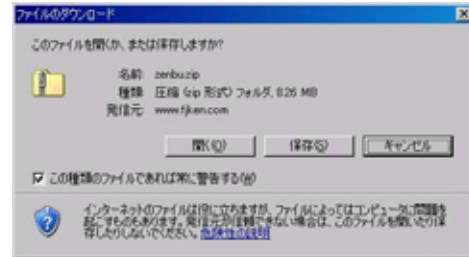 ファイルのダウンロード
このファイルを開くか、または保存しますか?
名前: zenbu.zip
種類: 圧縮 (zip 形式) フォルダ, 826 MB
発信元: www.fjken.com
開く(O)
保存(S)
キャンセル
この種類のファイルであれば常に警告する(W)
インターネットのファイルは役に立ちますが、ファイルによってはコンピュータに問題を
起こすものもあります。発信元が信頼できない場合は、このファイルを開いたり保
存したりしないでください。危険性の説明